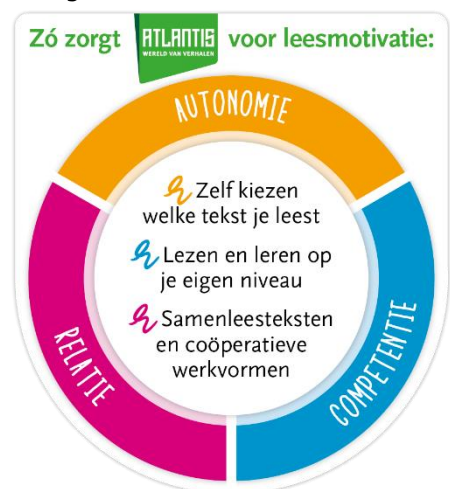 Zó zorgt ATLANTIS voor leesmotivatie:
WERELD VAN VERHALEN
AUTONOMIE
Zelf kiezen
welke tekst je leest
Lezen en leren op
je eigen niveau
Samenleesteksten
en coöperatieve
werkvormen
RELATIE
COMPETENTIE